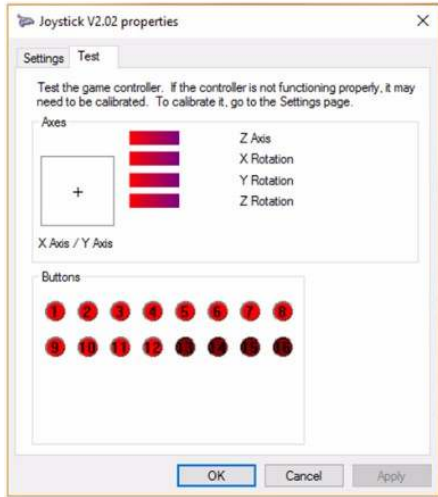 Joystick V2.02 properties
Settings Test
Test the game controller. If the controller is not functioning properly, it may
need to be calibrated. To calibrate it, go to the Settings page.
Axes
Z Axis
X Rotation
Y Rotation
Z Rotation
X Axis / Y Axis
Buttons
1 2 3 4 5 6 7 8
9 10 11 12 13 14 15 16
OK Cancel Apply